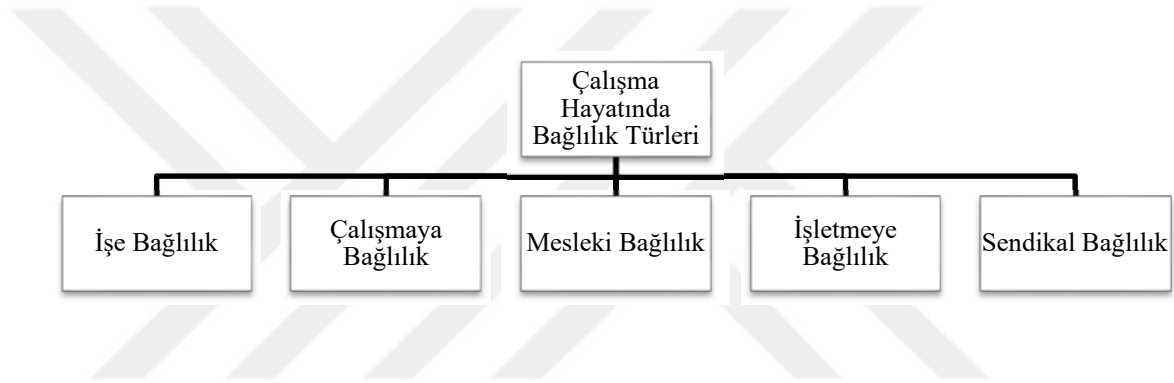 Çalışma
Hayatında
Bağlılık Türleri
İşe Bağlılık
Çalışmaya
Bağlılık
Mesleki Bağlılık
İşletmeye
Bağlılık
Sendikal Bağlılık